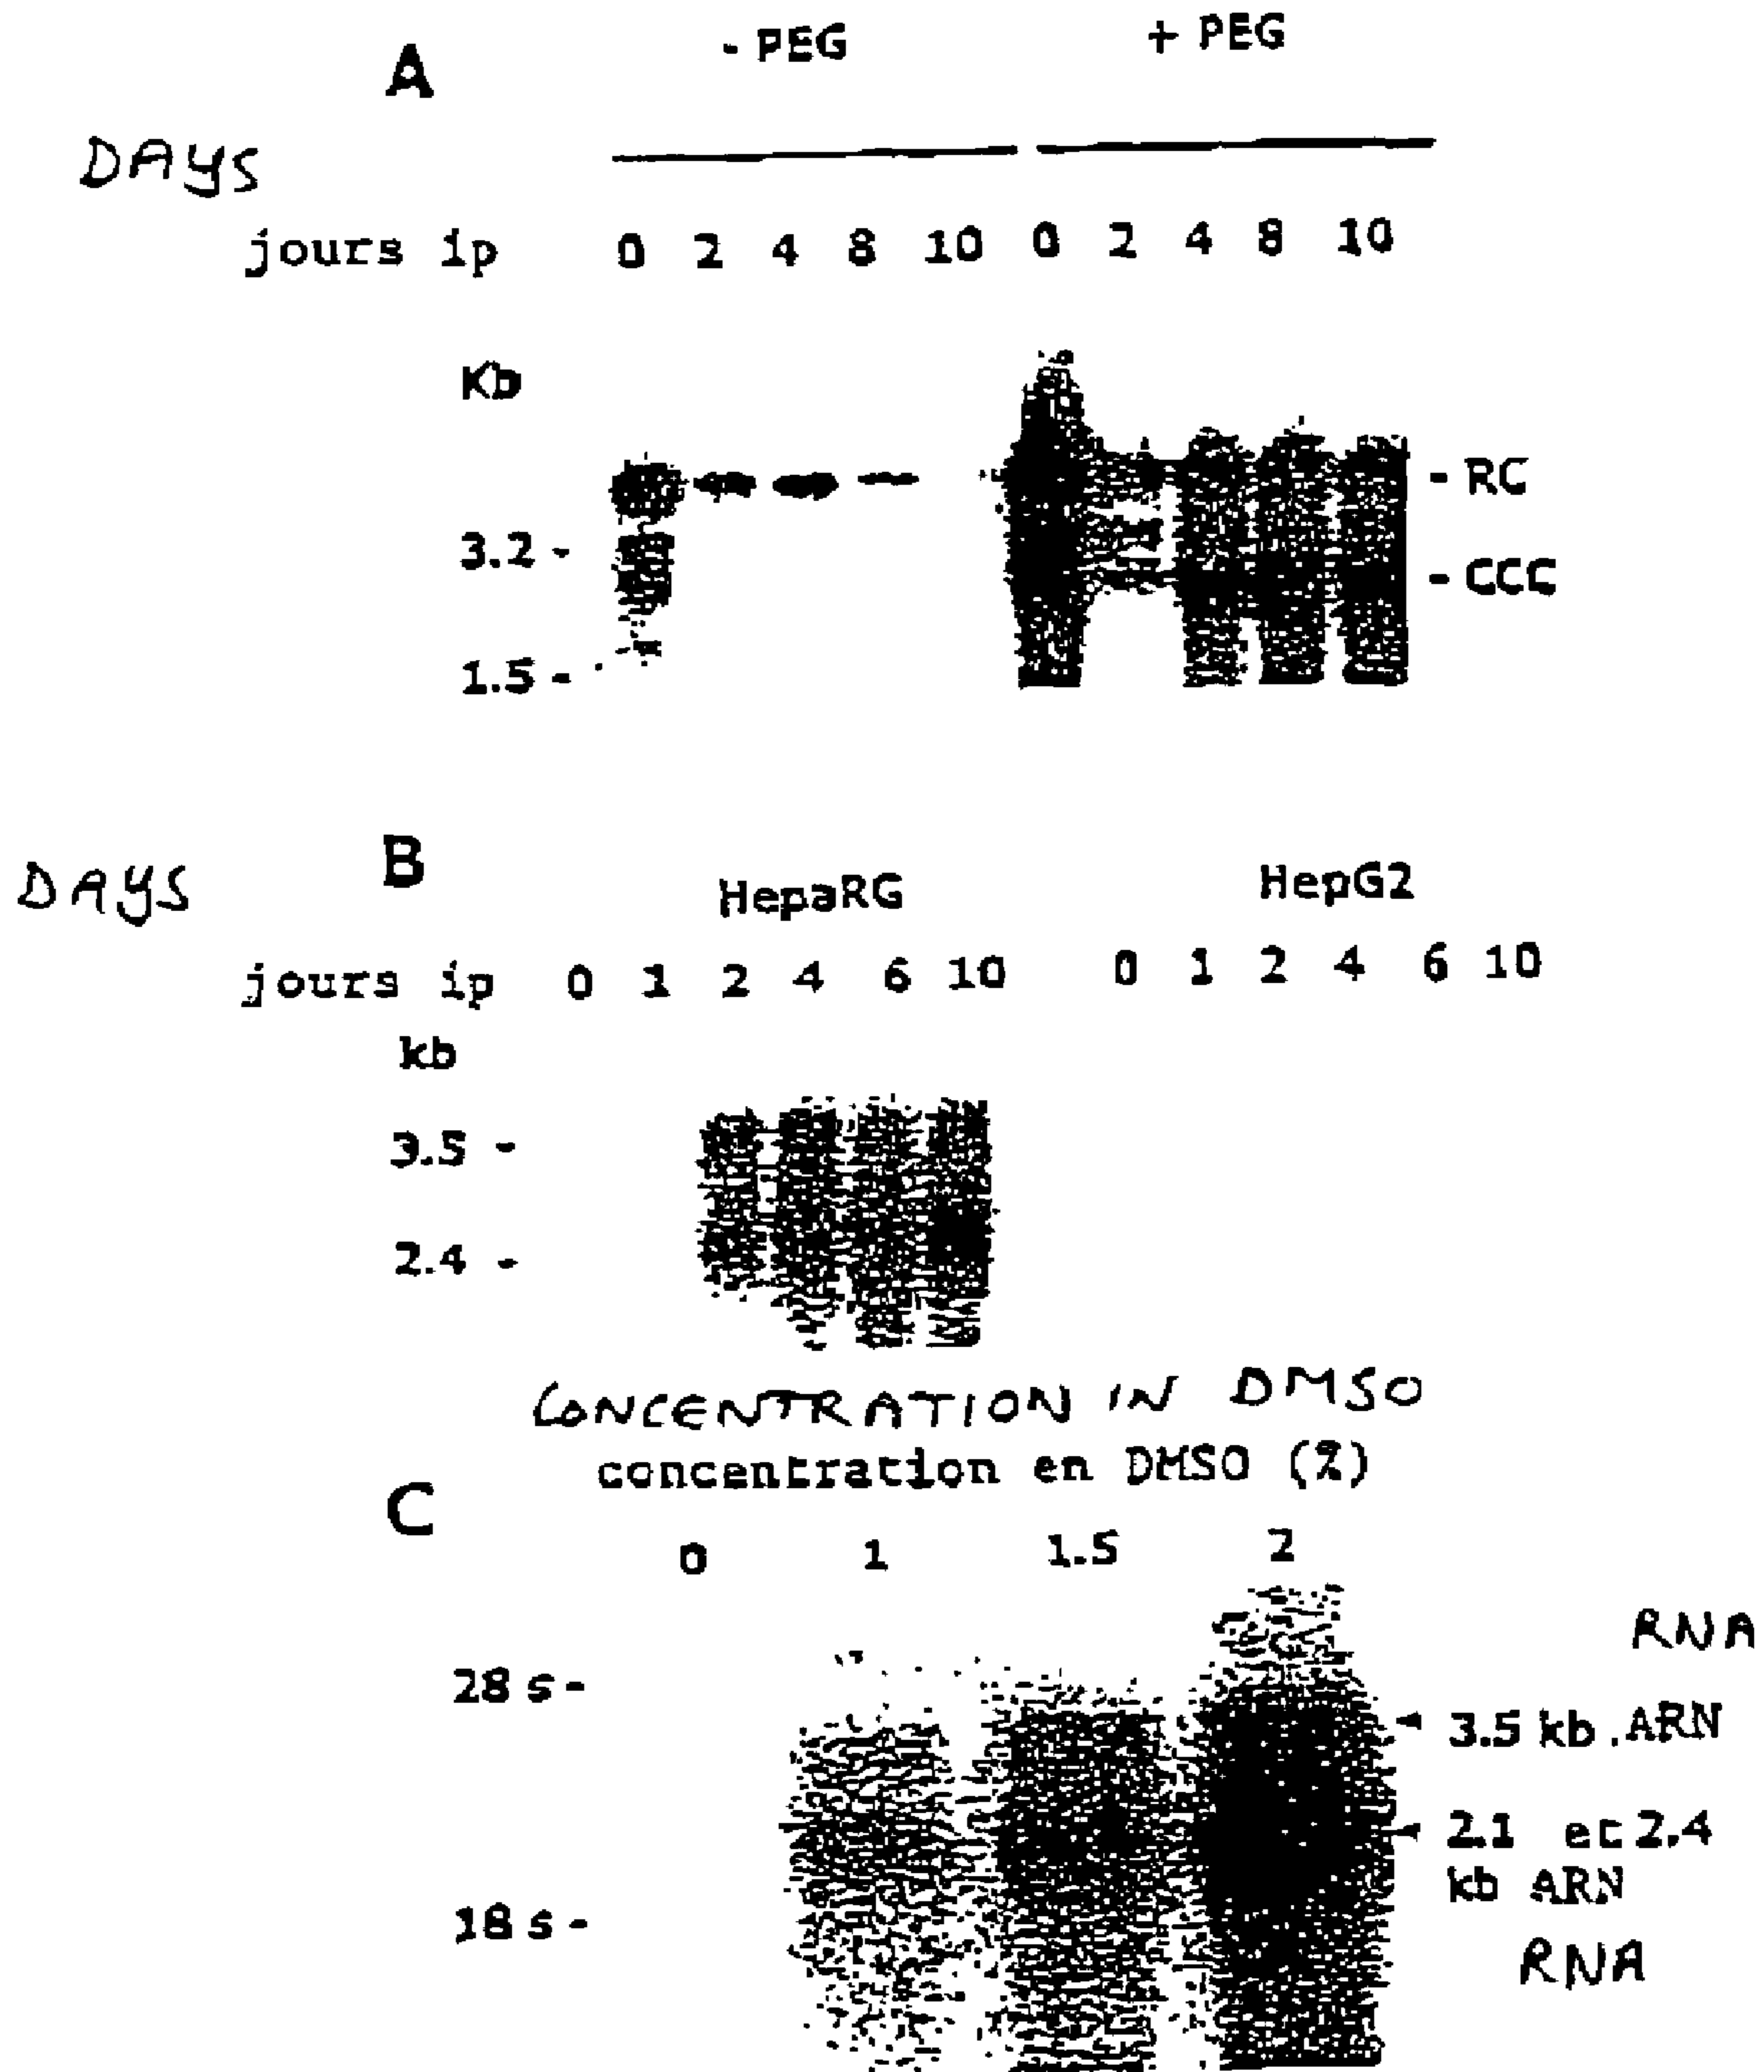 A
- PEG + PEG
DAYS
jours ip 0 2 4 8 10 0 2 4 8 10
Kb
- RC
3.2 -
- CCC
1.5 -
B
DAYS
HepaRG HepG2
jours ip 0 1 2 4 6 10 0 1 2 4 6 10
kb
3.5 -
2.4 -
CONCENTRATION IN DMSO
concentration en DMSO (%)
C
0 1 1.5 2
RNA
28 s -
3.5 kb ARN
2.1 et 2.4
kb ARN
18 s -
RNA